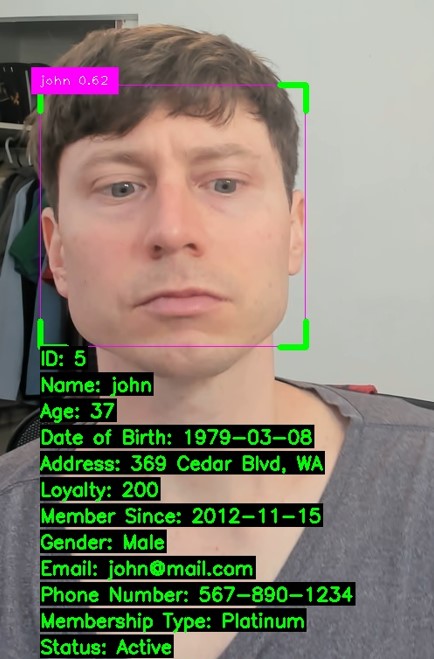 john 0.62
ID: 5
Name: john
Age: 37
Date of Birth: 1979-03-08
Address: 369 Cedar Blvd, WA
Loyalty: 200
Member Since: 2012-11-15
Gender: Male
Email: john@mail.com
Phone Number: 567-890-1234
Membership Type: Platinum
Status: Active